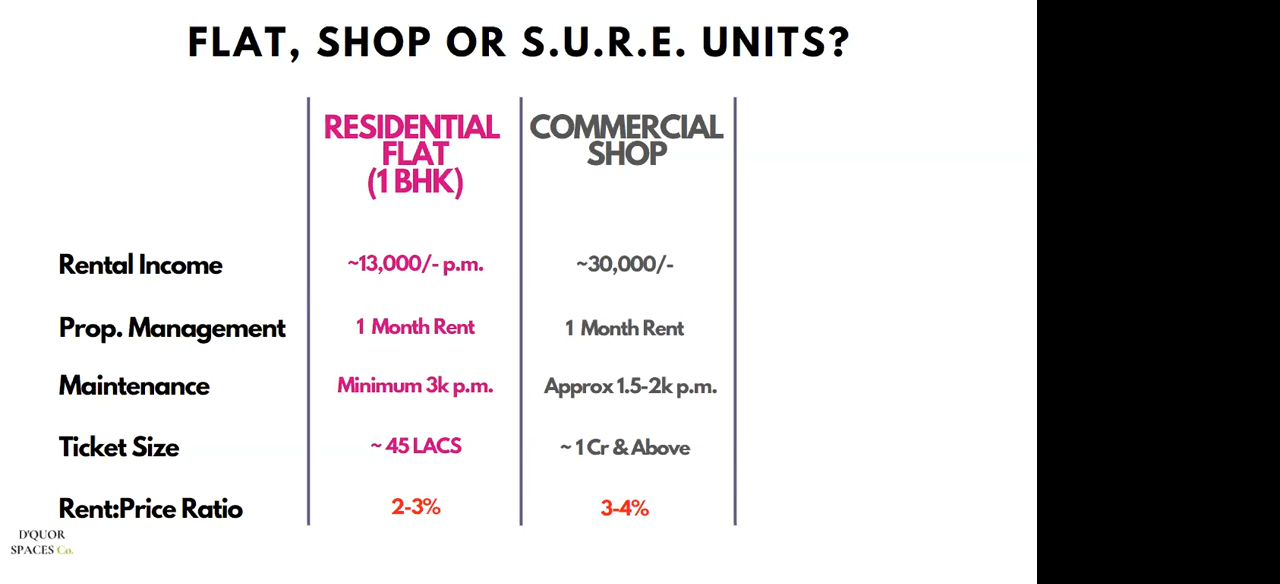 FLAT, SHOP OR S.U.R.E. UNITS?
RESIDENTIAL
FLAT
(1 BHK)
COMMERCIAL
SHOP
Rental Income
~13,000/- p.m.
~30,000/-
Prop. Management
1 Month Rent
1 Month Rent
Maintenance
Minimum 3k p.m.
Approx 1.5-2k p.m.
Ticket Size
~ 45 LACS
~ 1 Cr & Above
Rent:Price Ratio
2-3%
3-4%
D'QUOR
SPACES Co.